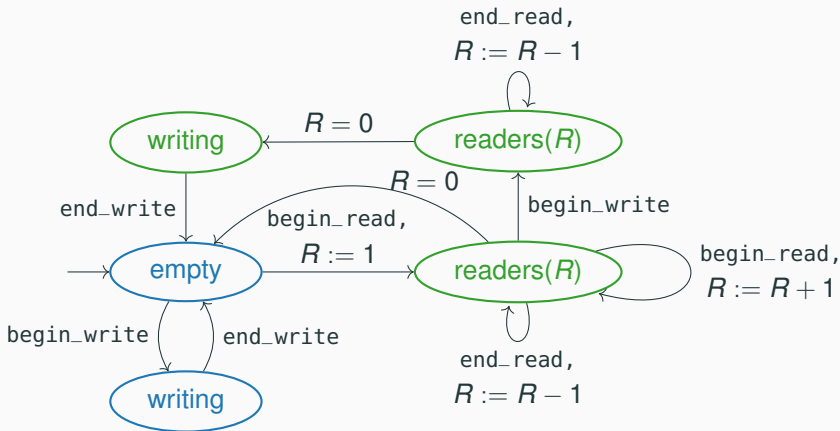 end_read,
R := R − 1
writing
R = 0
readers(R)
end_write
R = 0
begin_read,
R := 1
begin_write
empty
readers(R)
begin_read,
R := R + 1
begin_write
end_write
end_read,
R := R − 1
writing